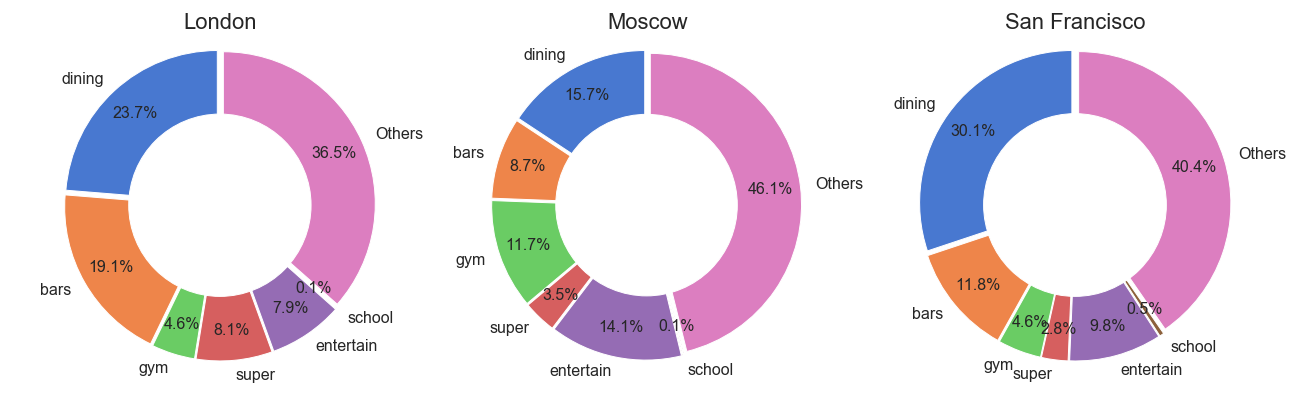 London
dining
23.7%
bars
19.1%
gym
4.6%
super
8.1%
entertain
7.9%
school
0.1%
Others
36.5%
Moscow
dining
15.7%
bars
8.7%
gym
11.7%
super
3.5%
entertain
14.1%
school
0.1%
Others
46.1%
San Francisco
dining
30.1%
bars
11.8%
gym
4.6%
super
2.8%
entertain
9.8%
school
0.5%
Others
40.4%